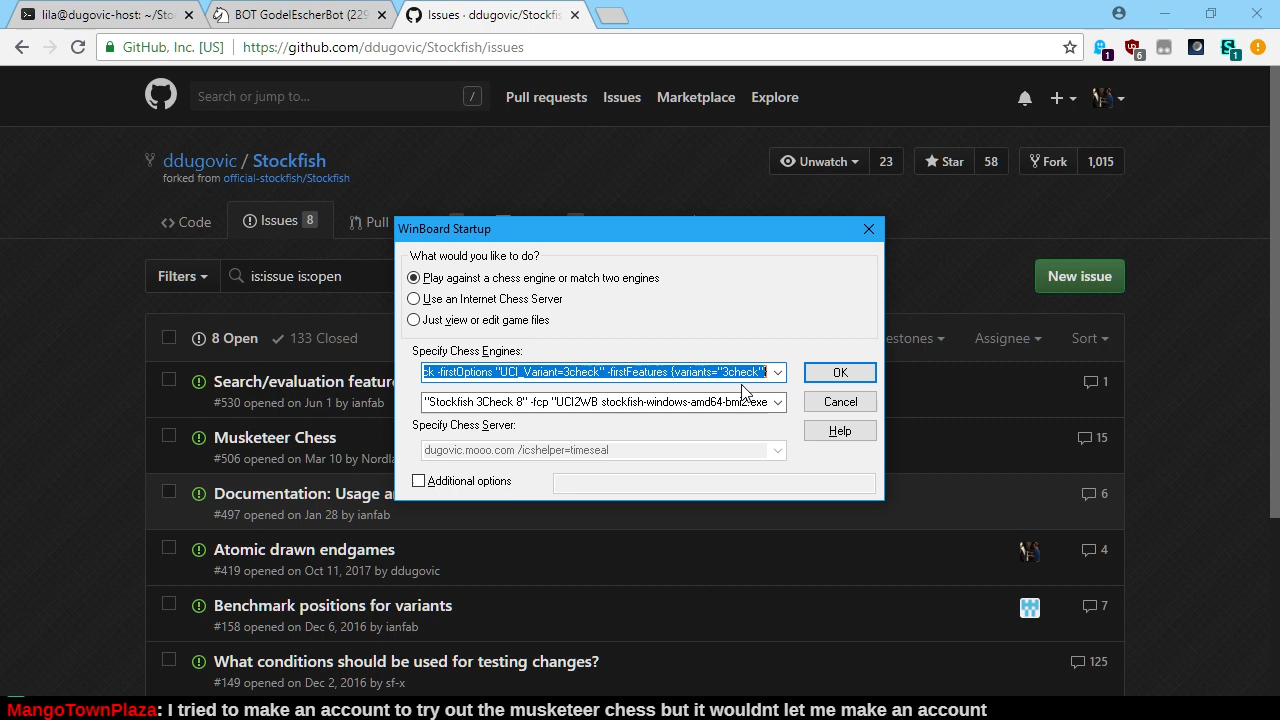 lila@dugovic-host: ~/Sto
BOT GodelEscherBot (229
Issues · ddugovic/Stockfis
GitHub, Inc. [US]
https://github.com/ddugovic/Stockfish/issues
1
6
1
Search or jump to...
/
Pull requests
Issues
Marketplace
Explore
ddugovic / Stockfish
forked from official-stockfish/Stockfish
Unwatch
23
Star
58
Fork
1,015
Code
Issues 8
Pull
Filters
is:issue is:open
New issue
8 Open
133 Closed
estones
Assignee
Sort
Search/evaluation feature
#530 opened on Jun 1 by ianfab
1
Musketeer Chess
#506 opened on Mar 10 by Nordla
15
Documentation: Usage a
#497 opened on Jan 28 by ianfab
6
Atomic drawn endgames
#419 opened on Oct 11, 2017 by ddugovic
4
Benchmark positions for variants
#158 opened on Dec 6, 2016 by ianfab
7
What conditions should be used for testing changes?
#149 opened on Dec 2, 2016 by sf-x
125
WinBoard Startup
What would you like to do?
Play against a chess engine or match two engines
Use an Internet Chess Server
Just view or edit game files
Specify Chess Engines:
ck -firstOptions "UCI_Variant=3check" -firstFeatures {variants="3check"}
OK
"Stockfish 3Check 8" -fcp "UCI2WB stockfish-windows-amd64-bmi2.exe
Cancel
Specify Chess Server:
Help
dugovic.mooo.com /icshelper=timeseal
Additional options
MangoTownPlaza: I tried to make an account to try out the musketeer chess but it wouldnt let me make an account